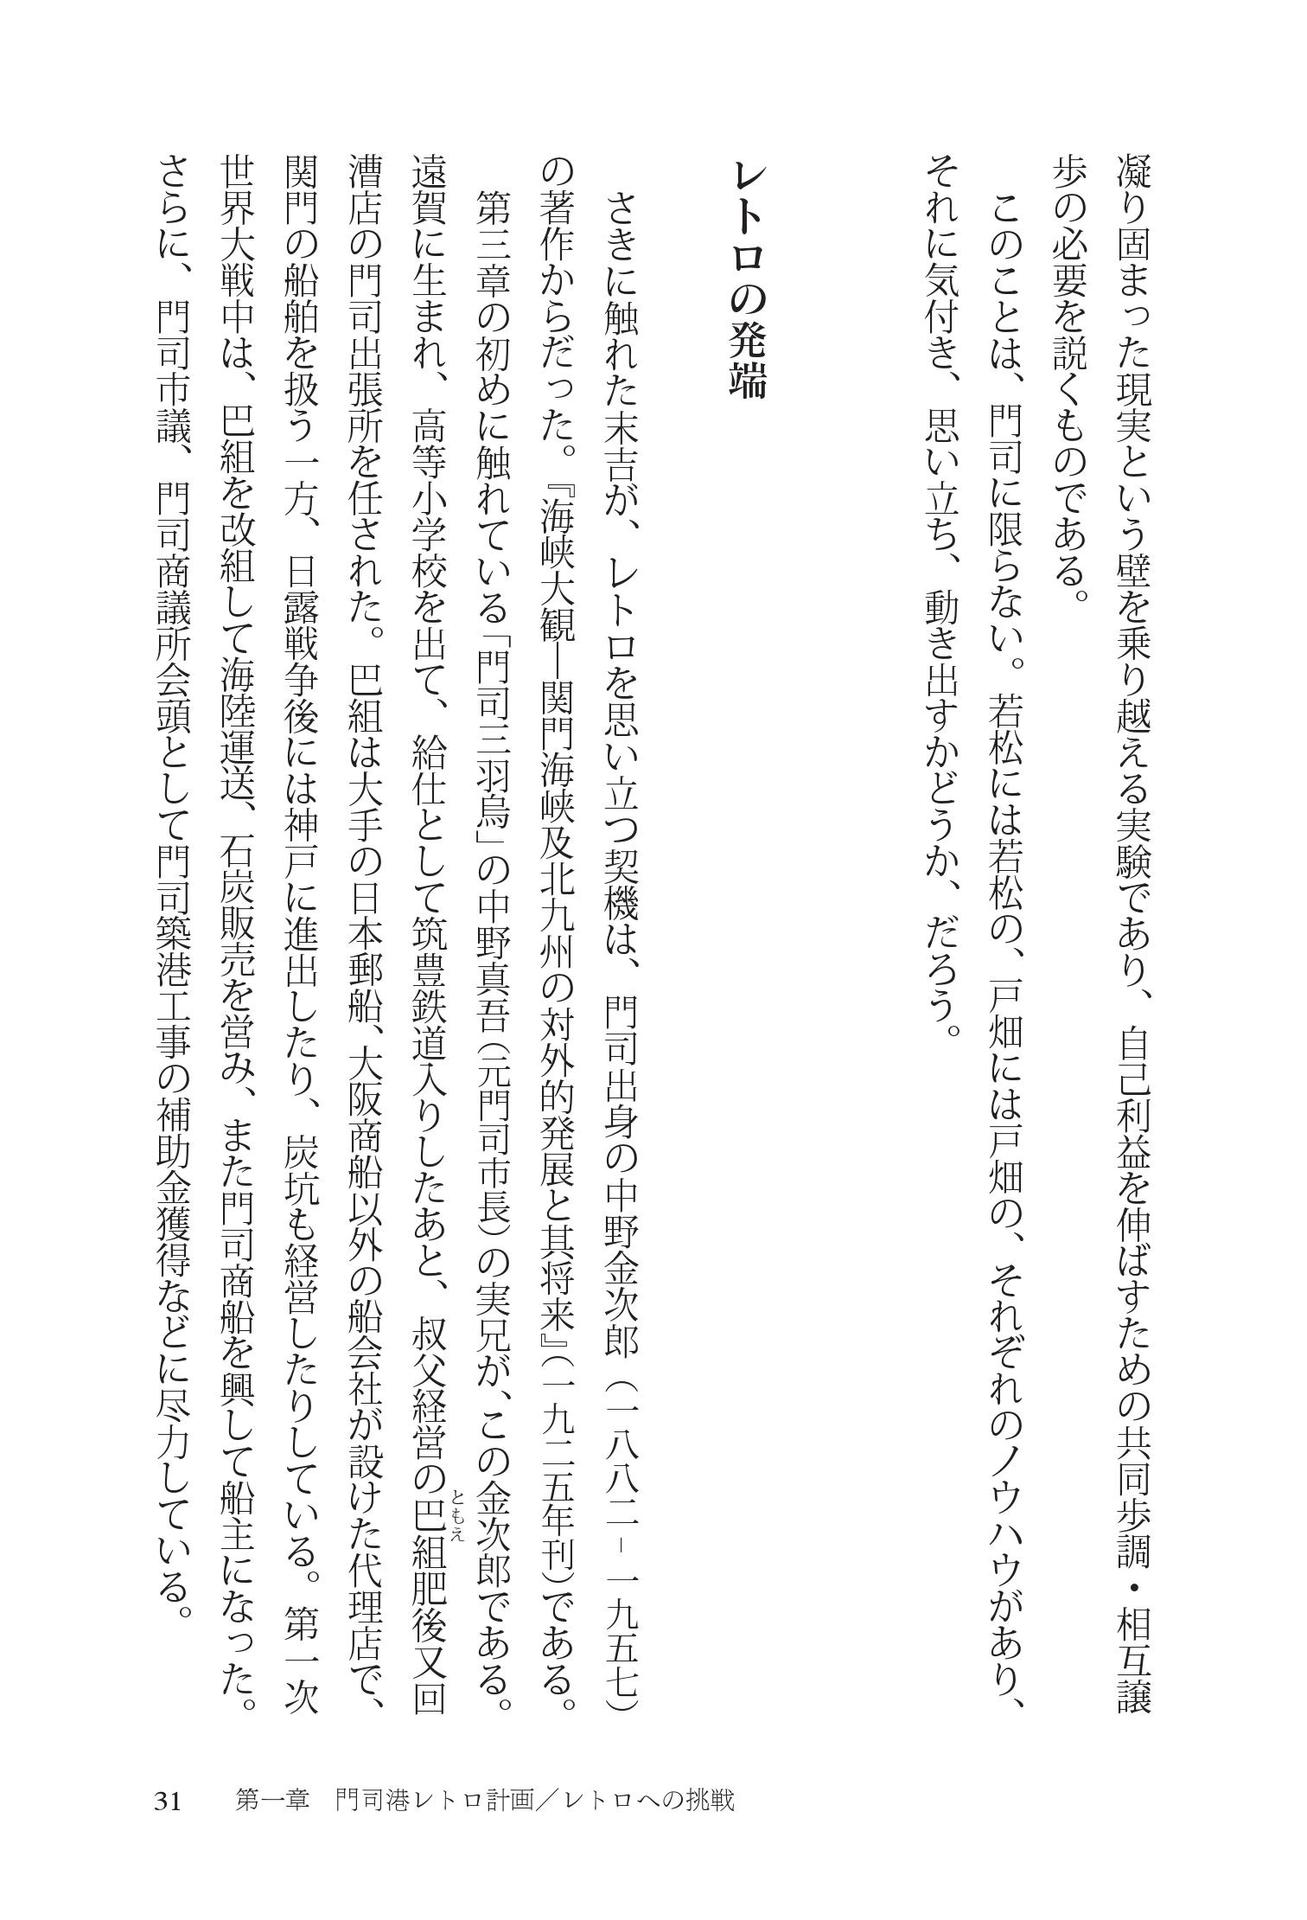 凝り固まった現実という壁を乗り越える実験であり、自己利益を伸ばすための共同歩調・相互譲
歩の必要を説くものである。
このことは、門司に限らない。若松には若松の、戸畑には戸畑の、それぞれのノウハウがあり、
それに気付き、思い立ち、動き出すかどうか、だろう。
レトロの発端
さきに触れた末吉が、レトロを思い立つ契機は、門司出身の中野金次郎（一八八二－一九五七）
の著作からだった。『海峡大観―関門海峡及北九州の対外的発展と其将来』（一九二五年刊）である。
第三章の初めに触れている「門司三羽烏」の中野真吾（元門司市長）の実兄が、この金次郎である。
遠賀に生まれ、高等小学校を出て、給仕として筑豊鉄道入りしたあと、叔父経営の巴組肥後又回
ともえ
漕店の門司出張所を任された。巴組は大手の日本郵船、大阪商船以外の船会社が設けた代理店で、
関門の船舶を扱う一方、日露戦争後には神戸に進出したり、炭坑も経営したりしている。第一次
世界大戦中は、巴組を改組して海陸運送、石炭販売を営み、また門司商船を興して船主になった。
さらに、門司市議、門司商議所会頭として門司築港工事の補助金獲得などに尽力している。
31　第一章　門司港レトロ計画／レトロへの挑戦